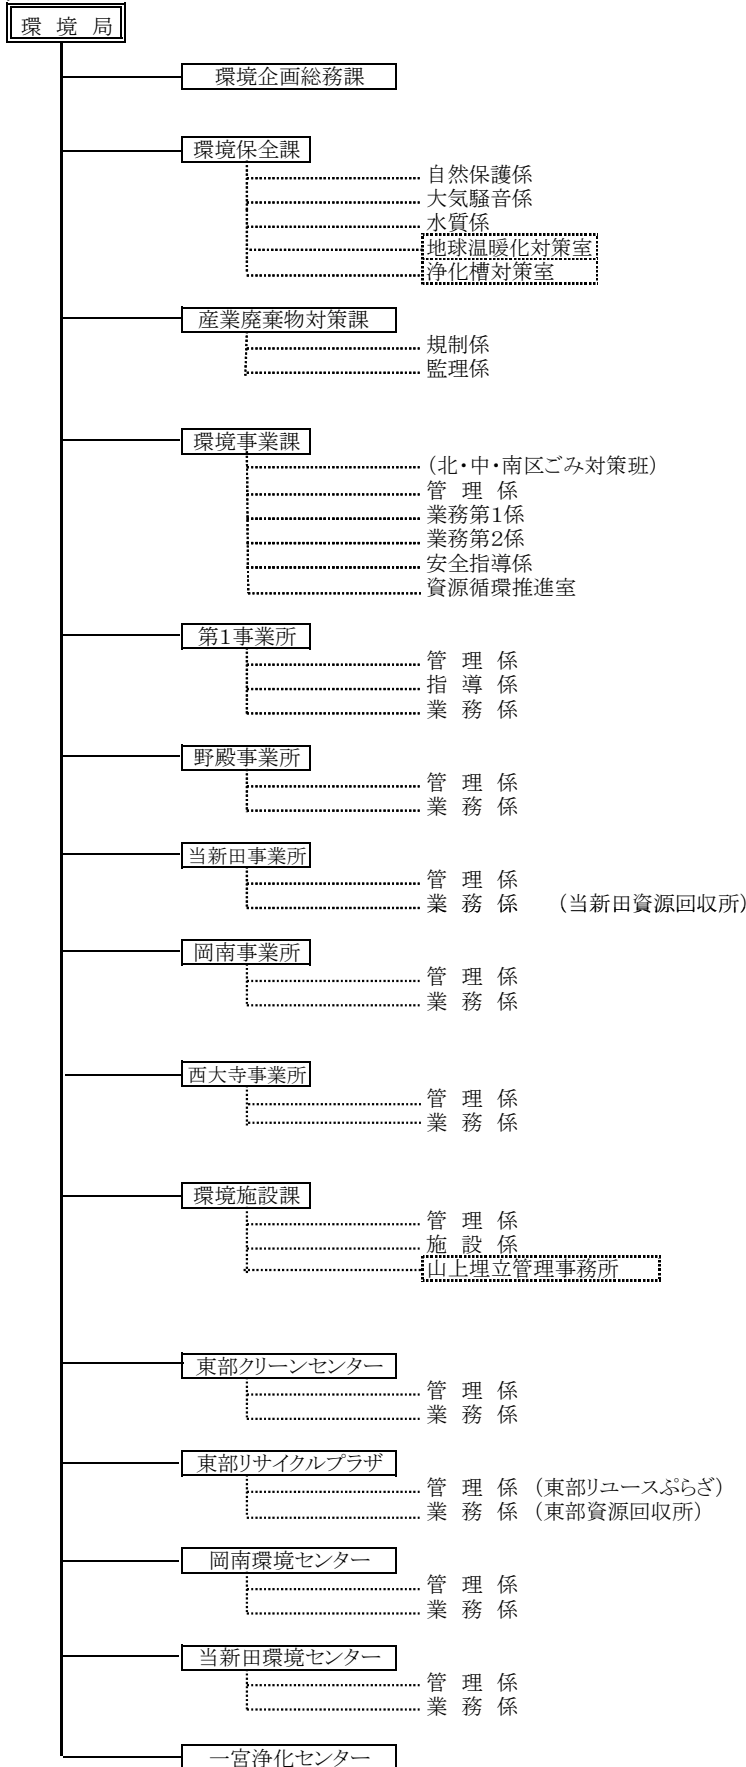 環 境 局
環境企画総務課
環境保全課
自然保護係
大気騒音係
水質係
地球温暖化対策室
浄化槽対策室
産業廃棄物対策課
規制係
監理係
環境事業課
（北・中・南区ごみ対策班）
管 理 係
業務第1係
業務第2係
安全指導係
資源循環推進室
第1事業所
管 理 係
指 導 係
業 務 係
野殿事業所
管 理 係
業 務 係
当新田事業所
管 理 係
業 務 係 （当新田資源回収所）
岡南事業所
管 理 係
業 務 係
西大寺事業所
管 理 係
業 務 係
環境施設課
管 理 係
施 設 係
山上埋立管理事務所
東部クリーンセンター
管 理 係
業 務 係
東部リサイクルプラザ
管 理 係 （東部リユースぷらざ）
業 務 係 （東部資源回収所）
岡南環境センター
管 理 係
業 務 係
当新田環境センター
管 理 係
業 務 係
一宮浄化センター